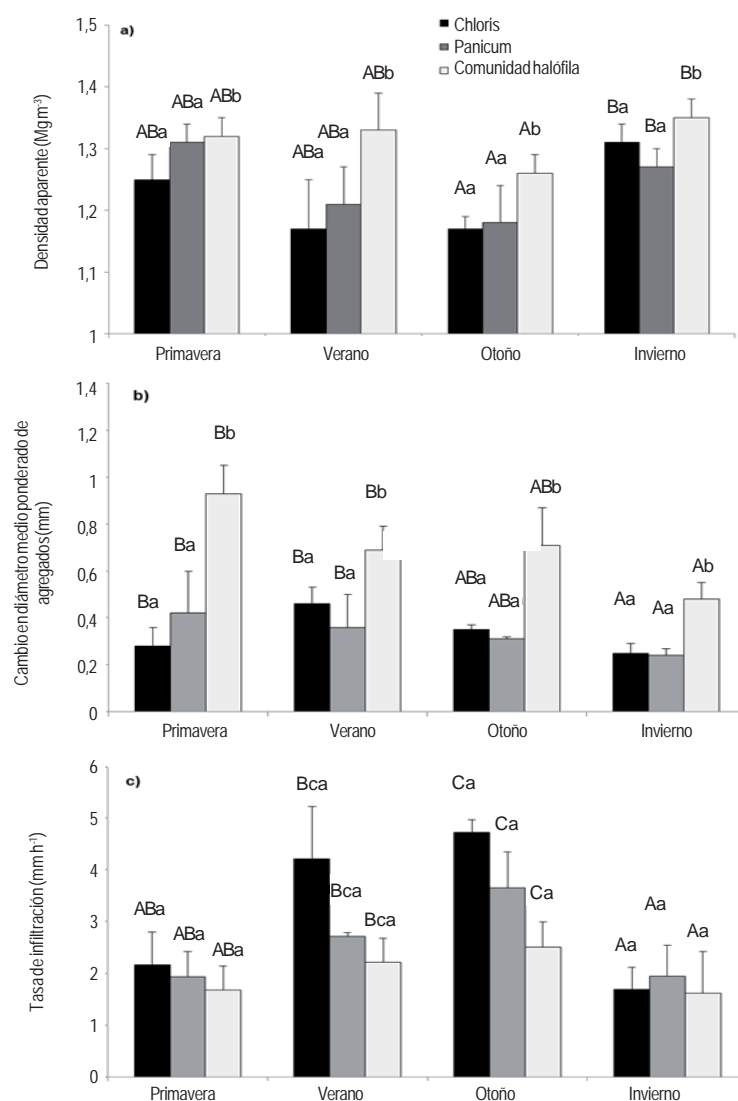 a)
Chloris
Panicum
Comunidad halófila
Densidad aparente (Mg m-3)
1,5
1,4
1,3
1,2
1,1
1
ABa ABa ABb
ABa ABa ABb
Aa Aa Ab
Ba Ba Bb
Primavera Verano Otoño Invierno
b)
Cambio en diámetro medio ponderado de
agregados (mm)
1,4
1,2
1
0,8
0,6
0,4
0,2
0
Ba Ba Bb
Ba Ba Bb
ABa ABa ABb
Aa Aa Ab
Primavera Verano Otoño Invierno
c)
Tasa de infiltración (mm h-1)
6
5
4
3
2
1
0
ABa ABa ABa
Bca Bca Bca
Ca Ca Ca
Aa Aa Aa
Primavera Verano Otoño Invierno